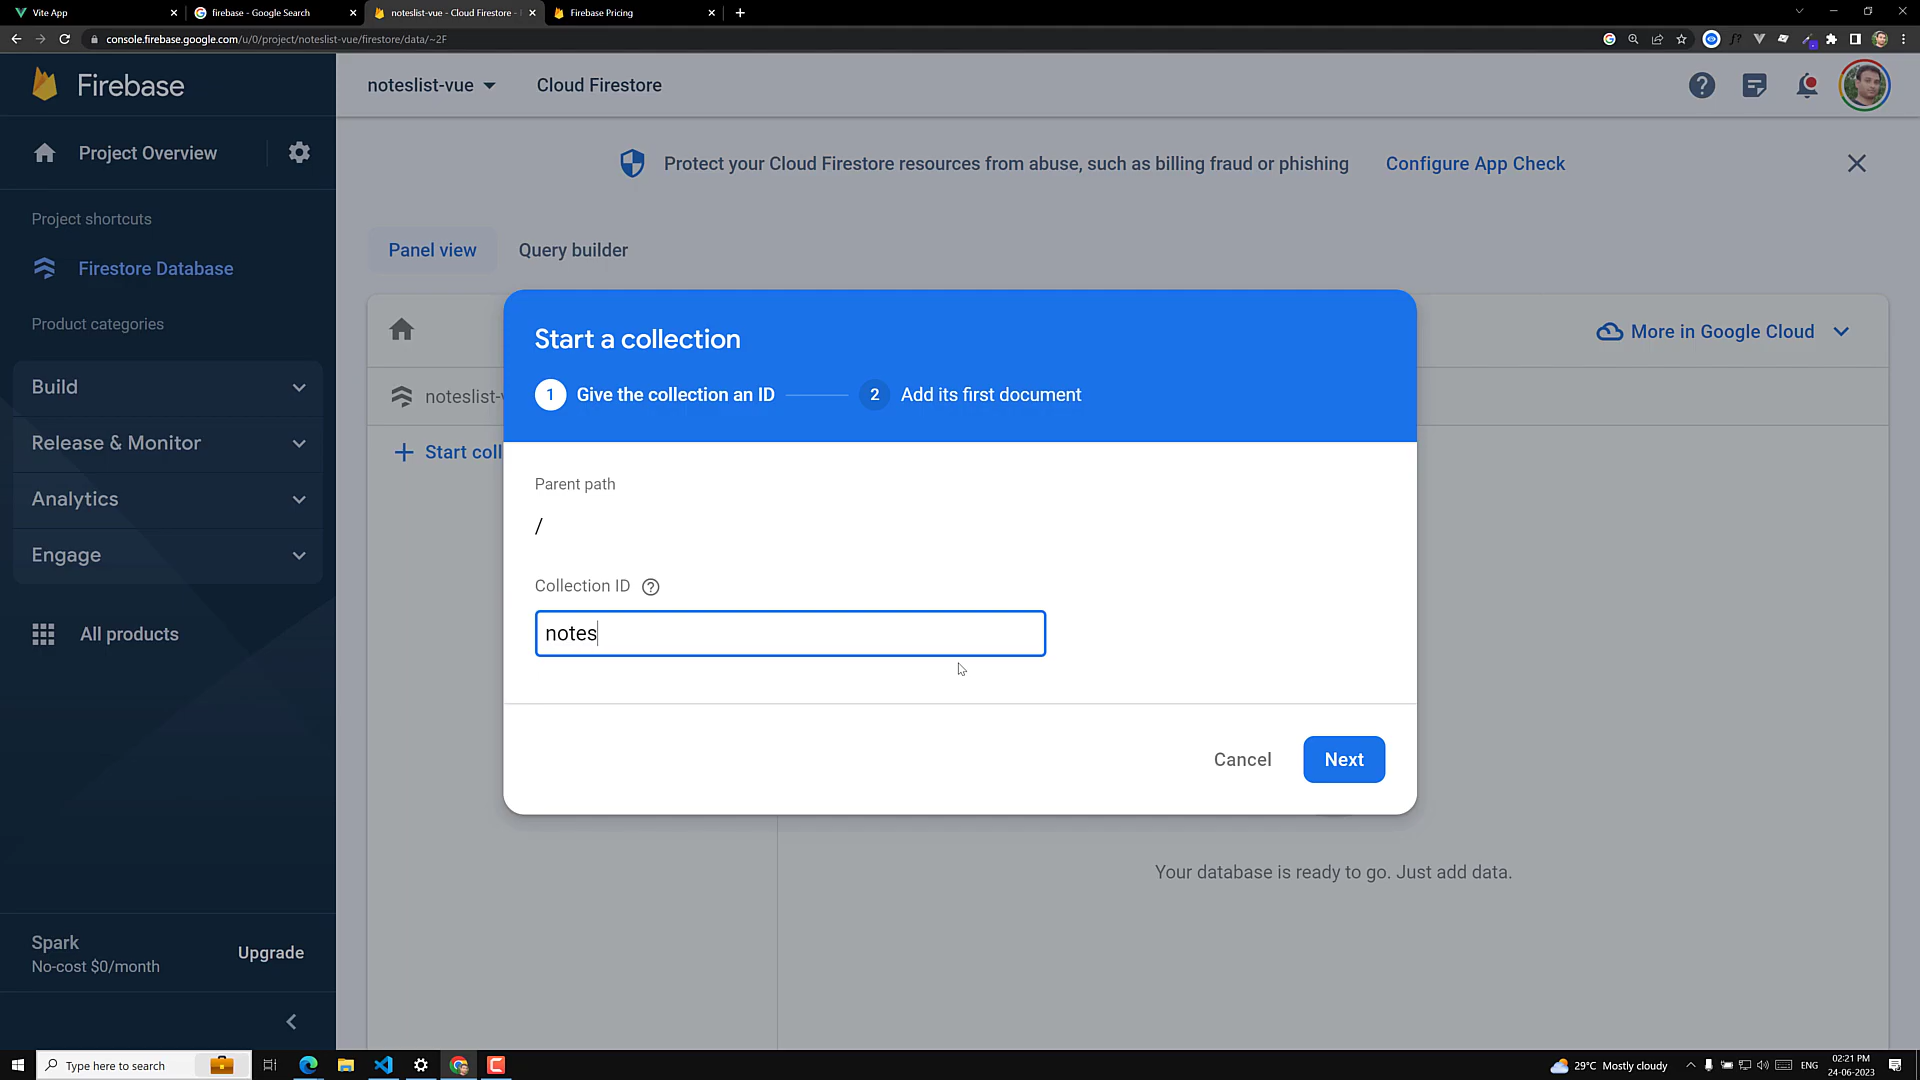 Vite App
firebase - Google Search
noteslist-vue - Cloud Firestore -
Firebase Pricing
console.firebase.google.com/u/0/project/noteslist-vue/firestore/data/~2F
Firebase
noteslist-vue
Cloud Firestore
Project Overview
Protect your Cloud Firestore resources from abuse, such as billing fraud or phishing
Configure App Check
Project shortcuts
Firestore Database
Panel view
Query builder
Product categories
Build
Release & Monitor
Analytics
Engage
All products
More in Google Cloud
noteslist-v
Start coll
Start a collection
1 Give the collection an ID
2 Add its first document
Parent path
/
Collection ID
notes
Cancel
Next
Your database is ready to go. Just add data.
Spark
No-cost $0/month
Upgrade
Type here to search
29°C Mostly cloudy
ENG
02:21 PM
24-06-2023